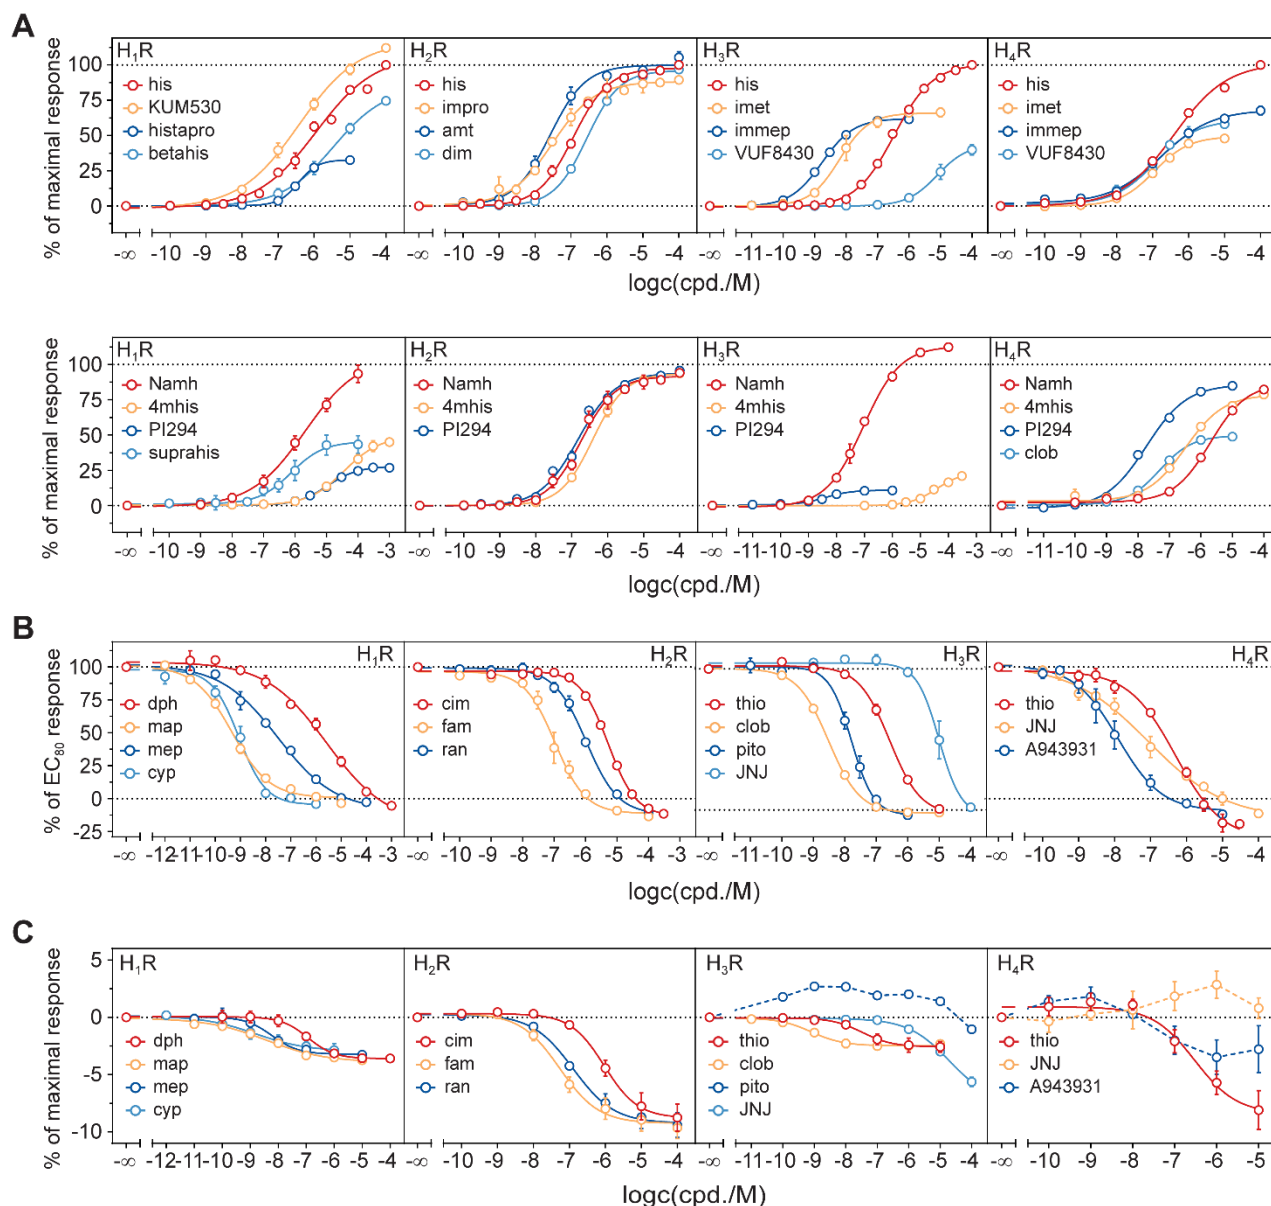 A
% of maximal response
H1R
his
KUM530
histapro
betahis
H2R
his
impro
amt
dim
H3R
his
imet
immep
VUF8430
H4R
his
imet
immep
VUF8430
100
75
50
25
0
-∞ -10 -9 -8 -7 -6 -5 -4
-∞ -10 -9 -8 -7 -6 -5 -4
-∞ -11 -10 -9 -8 -7 -6 -5 -4
-∞ -10 -9 -8 -7 -6 -5 -4
logc(cpd./M)
% of maximal response
H1R
Namh
4mhis
PI294
suprahis
H2R
Namh
4mhis
PI294
H3R
Namh
4mhis
PI294
H4R
Namh
4mhis
PI294
clob
100
75
50
25
0
-∞ -10 -9 -8 -7 -6 -5 -4 -3
-∞ -10 -9 -8 -7 -6 -5 -4
-∞ -11 -10 -9 -8 -7 -6 -5 -4 -3
-∞ -11 -10 -9 -8 -7 -6 -5 -4
logc(cpd./M)
B
% of EC80 response
H1R
dph
map
mep
cyp
H2R
cim
fam
ran
H3R
thio
clob
pito
JNJ
H4R
thio
JNJ
A943931
100
75
50
25
0
-25
-∞ -12 -11 -10 -9 -8 -7 -6 -5 -4 -3
-∞ -10 -9 -8 -7 -6 -5 -4 -3
-∞ -11 -10 -9 -8 -7 -6 -5 -4
-∞ -10 -9 -8 -7 -6 -5 -4
logc(cpd./M)
C
% of maximal response
H1R
dph
map
mep
cyp
H2R
cim
fam
ran
H3R
thio
clob
pito
JNJ
H4R
thio
JNJ
A943931
5
0
-5
-10
-∞ -12 -11 -10 -9 -8 -7 -6 -5 -4
-∞ -10 -9 -8 -7 -6 -5 -4
-∞ -11 -10 -9 -8 -7 -6 -5 -4
-∞ -10 -9 -8 -7 -6 -5
logc(cpd./M)